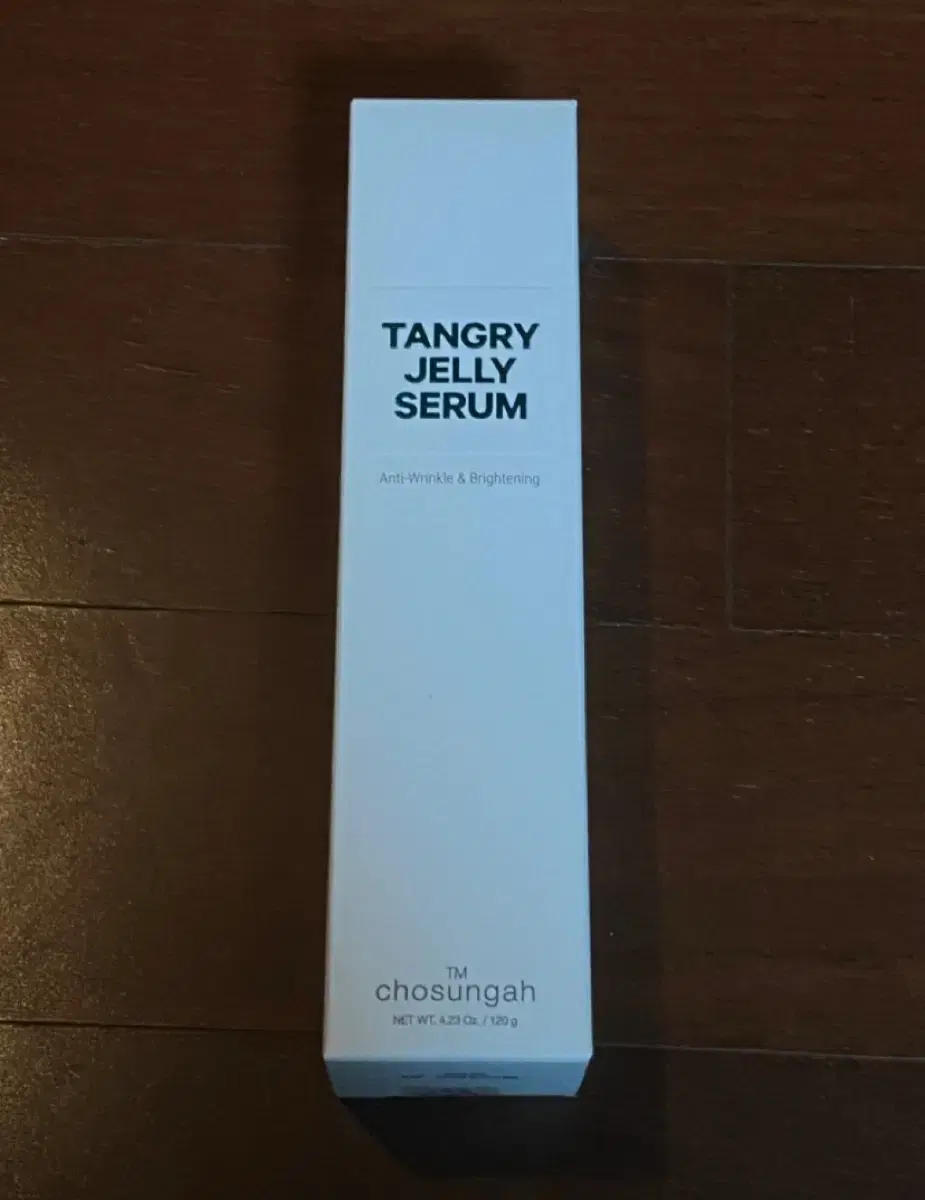 TANGRY
JELLY
SERUM
Anti-Wrinkle & Brightening
TM
chosungah
NET WT. 4.23 Oz. / 120 g